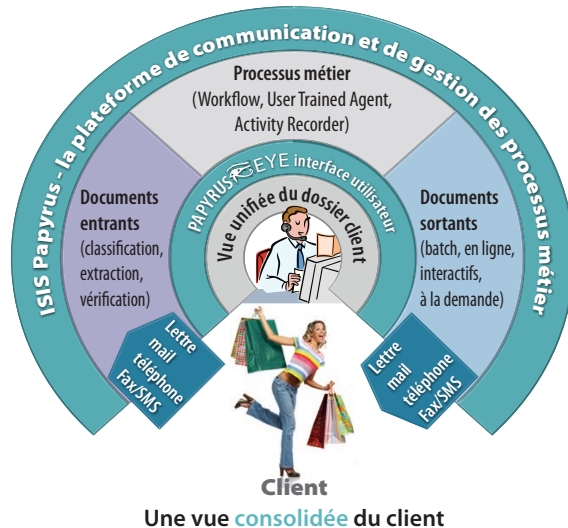 ISIS Papyrus - la plateforme de communication et de gestion des processus métier
Processus métier
(Workflow, User Trained Agent,
Activity Recorder)
PAPYRUS EYE interface utilisateur
Vue unifiée du dossier client
Documents
entrants
(classification,
extraction,
vérification)
Documents
sortants
(batch, en ligne,
interactifs,
à la demande)
Lettre
mail
téléphone
Fax/SMS
Lettre
mail
téléphone
Fax/SMS
Client
Une vue consolidée du client